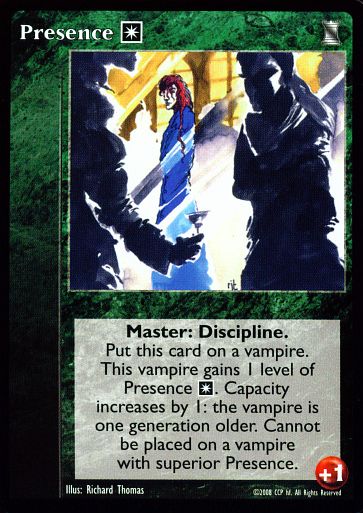 Presence
rjt
Master: Discipline.
Put this card on a vampire.
This vampire gains 1 level of
Presence . Capacity
increases by 1: the vampire is
one generation older. Cannot
be placed on a vampire
with superior Presence.
+1
Illus: Richard Thomas
©2008 CCP hf. All Rights Reserved